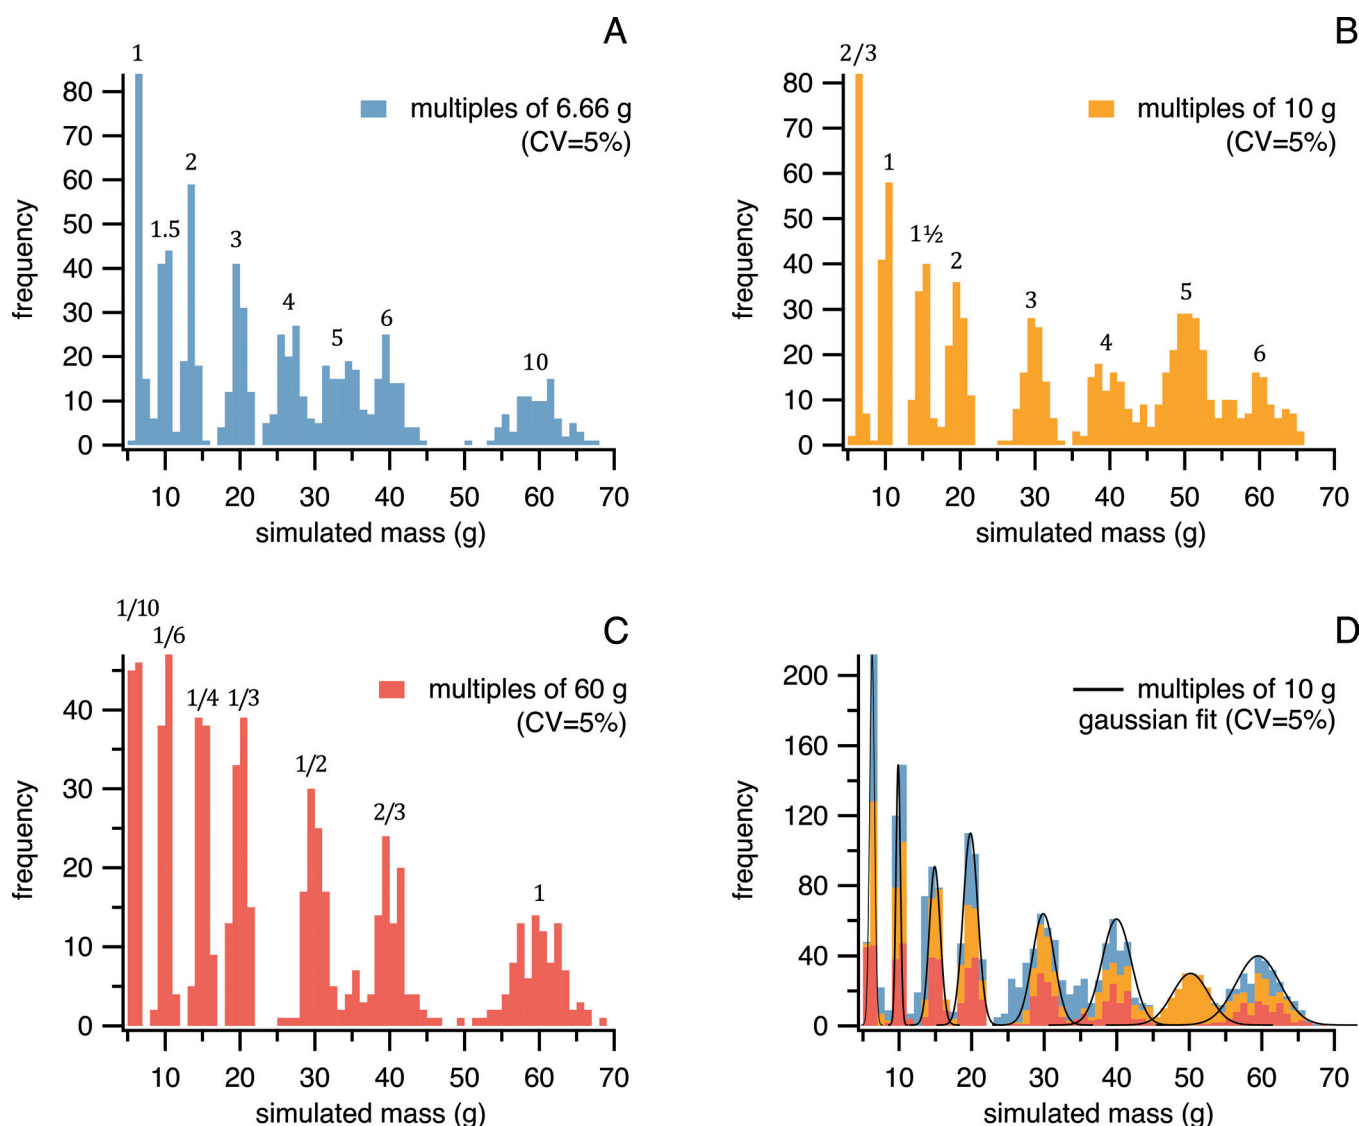 A
1
1.5
2
3
4
5
6
10
multiples of 6.66 g
(CV=5%)
80
70
60
50
40
30
20
10
0
frequency
10 20 30 40 50 60 70
simulated mass (g)
B
2/3
1
1½
2
3
4
5
6
multiples of 10 g
(CV=5%)
80
70
60
50
40
30
20
10
0
frequency
10 20 30 40 50 60 70
simulated mass (g)
C
1/10
1/6
1/4
1/3
1/2
2/3
1
multiples of 60 g
(CV=5%)
40
30
20
10
0
frequency
10 20 30 40 50 60 70
simulated mass (g)
D
multiples of 10 g
gaussian fit (CV=5%)
200
160
120
80
40
0
frequency
10 20 30 40 50 60 70
simulated mass (g)